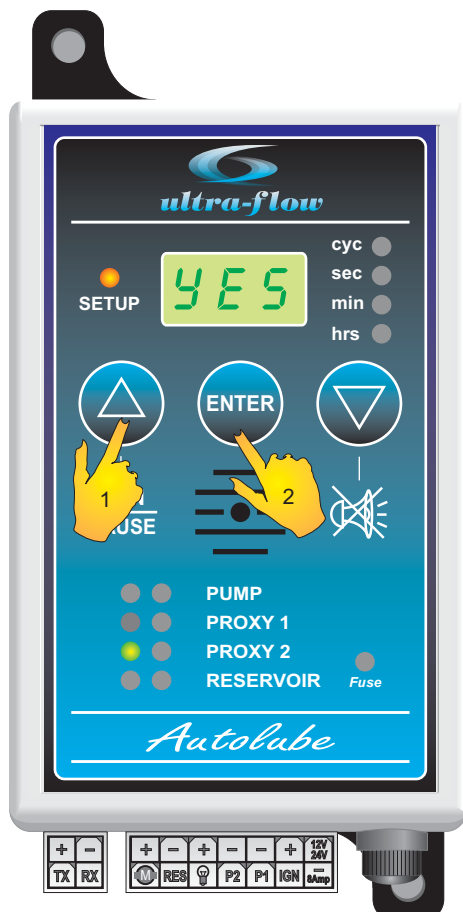 ultra-flow
cyc
sec
min
hrs
SETUP
YES
ENTER
1
2
PUMP
PROXY 1
PROXY 2
RESERVOIR
Fuse
Autolube
+ - + - + - - + 12V
24V
TX RX M RES P2 P1 IGN - 8Amp